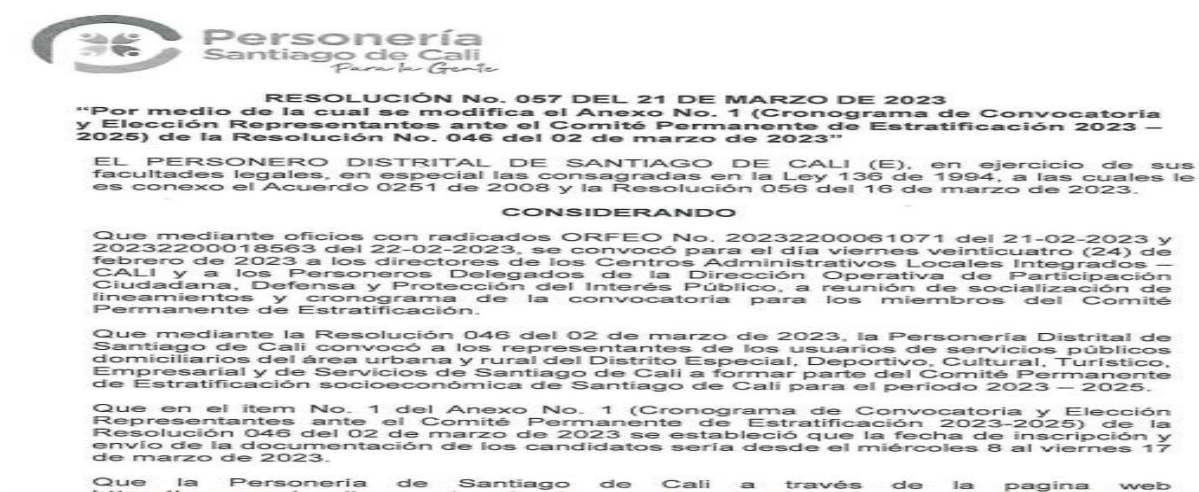 Personería
Santiago de Cali
Para la Gente
RESOLUCIÓN No. 057 DEL 21 DE MARZO DE 2023
“Por medio de la cual se modifica el Anexo No. 1 (Cronograma de Convocatoria
y Elección Representantes ante el Comité Permanente de Estratificación 2023 –
2025) de la Resolución No. 046 del 02 de marzo de 2023”
EL PERSONERO DISTRITAL DE SANTIAGO DE CALI (E), en ejercicio de sus
facultades legales, en especial las consagradas en la Ley 136 de 1994, a las cuales le
es conexo el Acuerdo 0251 de 2008 y la Resolución 056 del 16 de marzo de 2023.
CONSIDERANDO
Que mediante oficios con radicados ORFEO No. 20232200061071 del 21-02-2023 y
20232200018563 del 22-02-2023, se convocó para el día viernes veinticuatro (24) de
febrero de 2023 a los directores de los Centros Administrativos Locales Integrados –
CALI y a los Personeros Delegados de la Dirección Operativa de Participación
Ciudadana, Defensa y Protección del Interés Público, a reunión de socialización de
lineamientos y cronograma de la convocatoria para los miembros del Comité
Permanente de Estratificación.
Que mediante la Resolución 046 del 02 de marzo de 2023, la Personería Distrital de
Santiago de Cali convocó a los representantes de los usuarios de servicios públicos
domiciliarios del área urbana y rural del Distrito Especial, Deportivo, Cultural, Turístico,
Empresarial y de Servicios de Santiago de Cali a formar parte del Comité Permanente
de Estratificación socioeconómica de Santiago de Cali para el periodo 2023 – 2025.
Que en el item No. 1 del Anexo No. 1 (Cronograma de Convocatoria y Elección
Representantes ante el Comité Permanente de Estratificación 2023-2025) de la
Resolución 046 del 02 de marzo de 2023 se estableció que la fecha de inscripción y
envío de la documentación de los candidatos sería desde el miércoles 8 al viernes 17
de marzo de 2023.
Que la Personería de Santiago de Cali a través de la pagina web